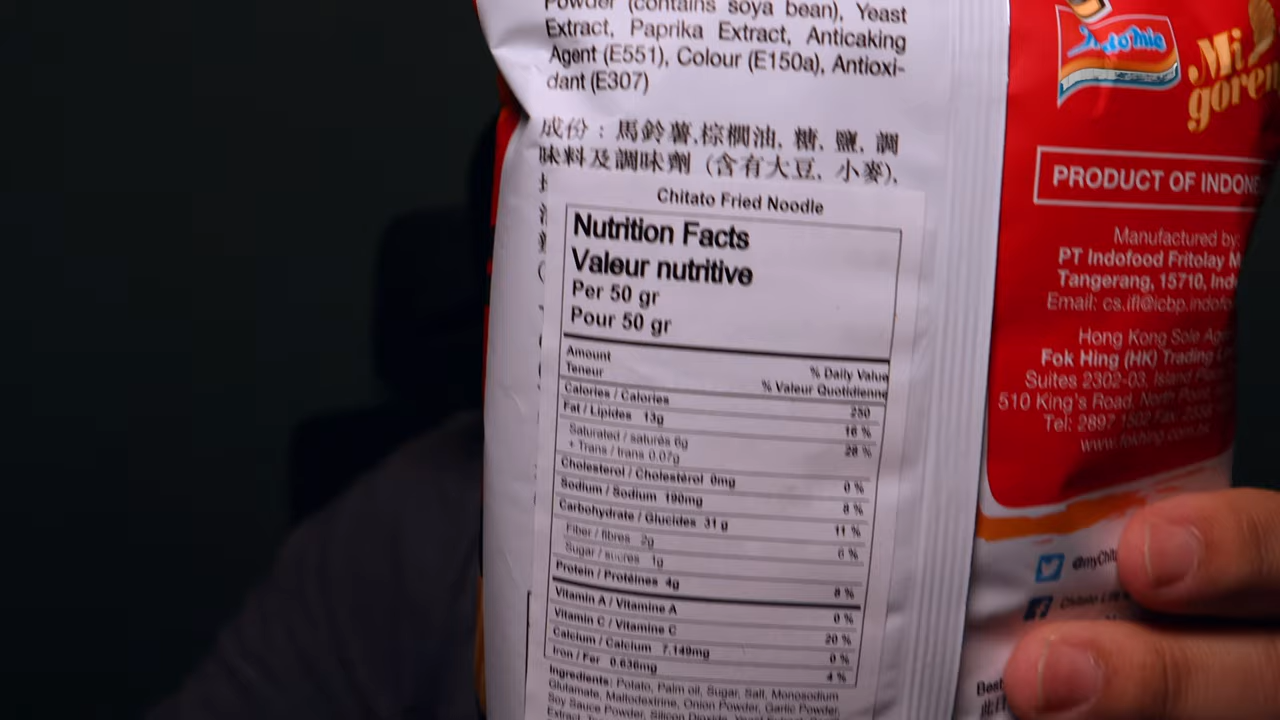 Powder (contains soya bean), Yeast
Extract, Paprika Extract, Anticaking
Agent (E551), Colour (E150a), Antioxi-
dant (E307)
成份：馬鈴薯,棕櫚油, 糖, 鹽, 調
味料及調味劑 (含有大豆, 小麥),
Chitato Fried Noodle
Nutrition Facts
Valeur nutritive
Per 50 gr
Pour 50 gr
Amount
Teneur
% Daily Value
% Valeur Quotidienne
Calories / Calories 250
Fat / Lipides 13g 16 %
Saturated / saturés 6g 28 %
+ Trans / trans 0.07g
Cholesterol / Cholestérol 0mg 0 %
Sodium / Sodium 190mg 8 %
Carbohydrate / Glucides 31 g 11 %
Fiber / fibres 2g 6 %
Sugar / sucres 1g
Protein / Protéines 4g 8 %
Vitamin A / Vitamine A 0 %
Vitamin C / Vitamine C 20 %
Calcium / Calcium 7.149mg 0 %
Iron / Fer 0.636mg 4 %
Ingredients: Potato, Palm oil, Sugar, Salt, Monosodium
Glutamate, Maltodextrine, Onion Powder, Garlic Powder,
Soy Sauce Powder, Silicon Dioxide, Yeast
Indomie
Mi
goren
PRODUCT OF INDONE
Manufactured by:
PT Indofood Fritolay M
Tangerang, 15710, Ind
Email: cs.ifl@icbp.indofo
Hong Kong Sole Age
Fok Hing (HK) Trading
Suites 2302-03, Island
510 King's Road, North Point
Tel: 2897 1502 Fax:
www.fokhing.com
@myChit
Chitato
Best